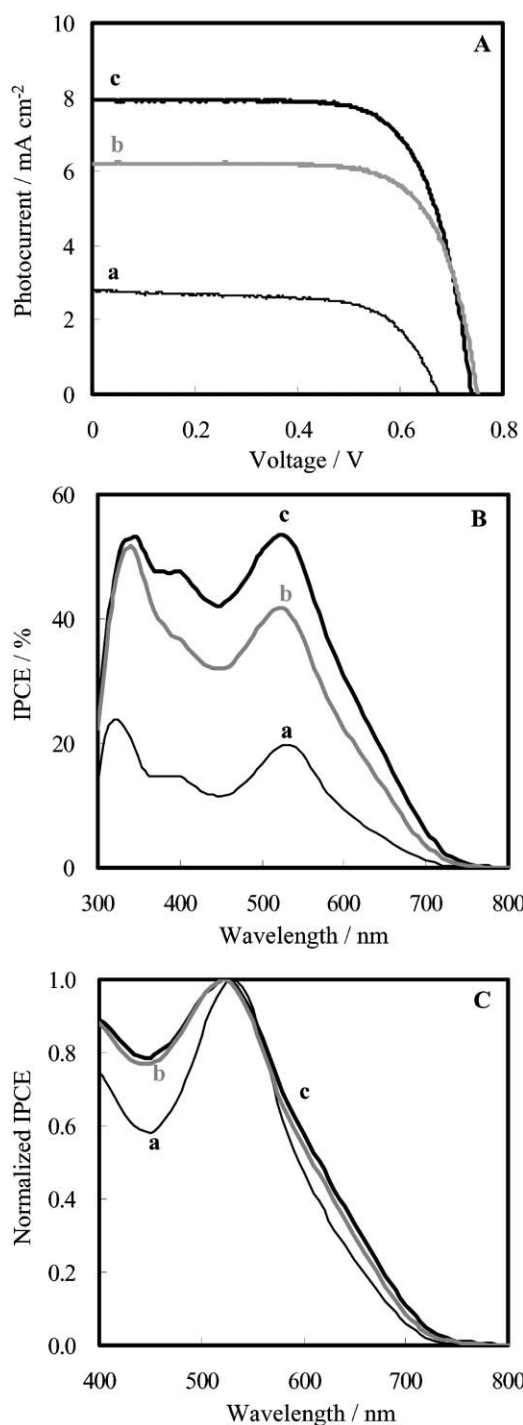 A
10
8
6
4
2
0
Photocurrent / mA cm⁻²
c
b
a
0 0.2 0.4 0.6 0.8
Voltage / V
B
60
40
20
0
IPCE / %
c
b
a
300 400 500 600 700 800
Wavelength / nm
C
1.0
0.8
0.6
0.4
0.2
0.0
Normalized IPCE
b
a
c
400 500 600 700 800
Wavelength / nm